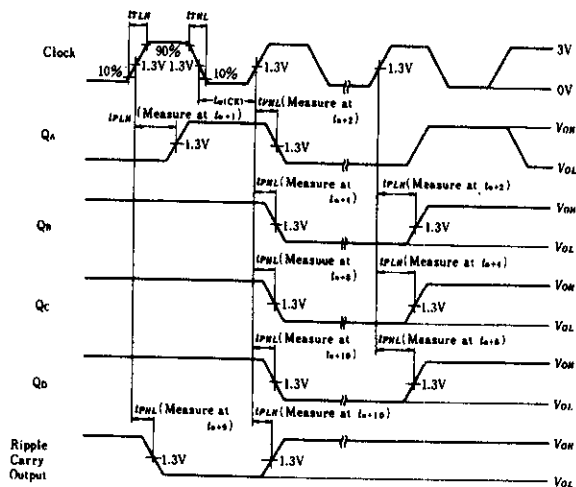 tTLH tTHL
Clock 10% 90% 1.3V 1.3V 10% 1.3V 1.3V 3V
0V
tw(CK) tPHL(Measure at
tn+2)
tPLH(Measure at
tn+1)
QA 1.3V 1.3V VOH
VOL
tPHL(Measure at tPLH(Measure at tn+2)
QB 1.3V 1.3V VOH
VOL
tPHL(Measuue at tPLH(Measure at tn+4)
tn+8)
QC 1.3V 1.3V VOH
VOL
tPHL(Measure at tPLH(Measure at tn+8)
tn+10)
QD 1.3V 1.3V VOH
VOL
tPHL(Measure at tPLH(Measure at tn+10)
tn+9)
Ripple
Carry
Output 1.3V 1.3V VOH
VOL